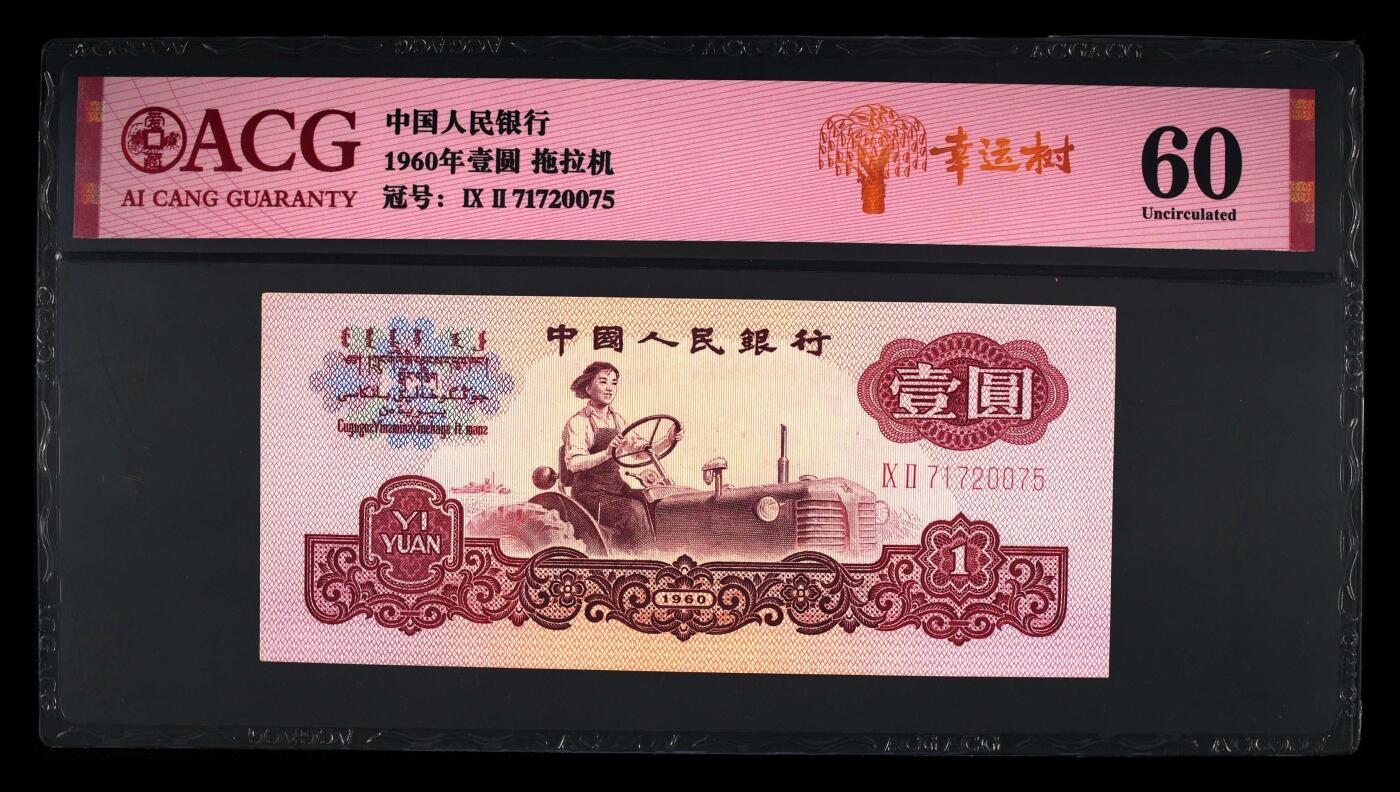 ACG
AI CANG GUARANTY
中国人民银行
1960年壹圆 拖拉机
冠号：Ⅸ Ⅱ 71720075
幸运树
60
Uncirculated
中國人民銀行
壹圓
Ⅸ Ⅱ 71720075
YI
YUAN
1960
1